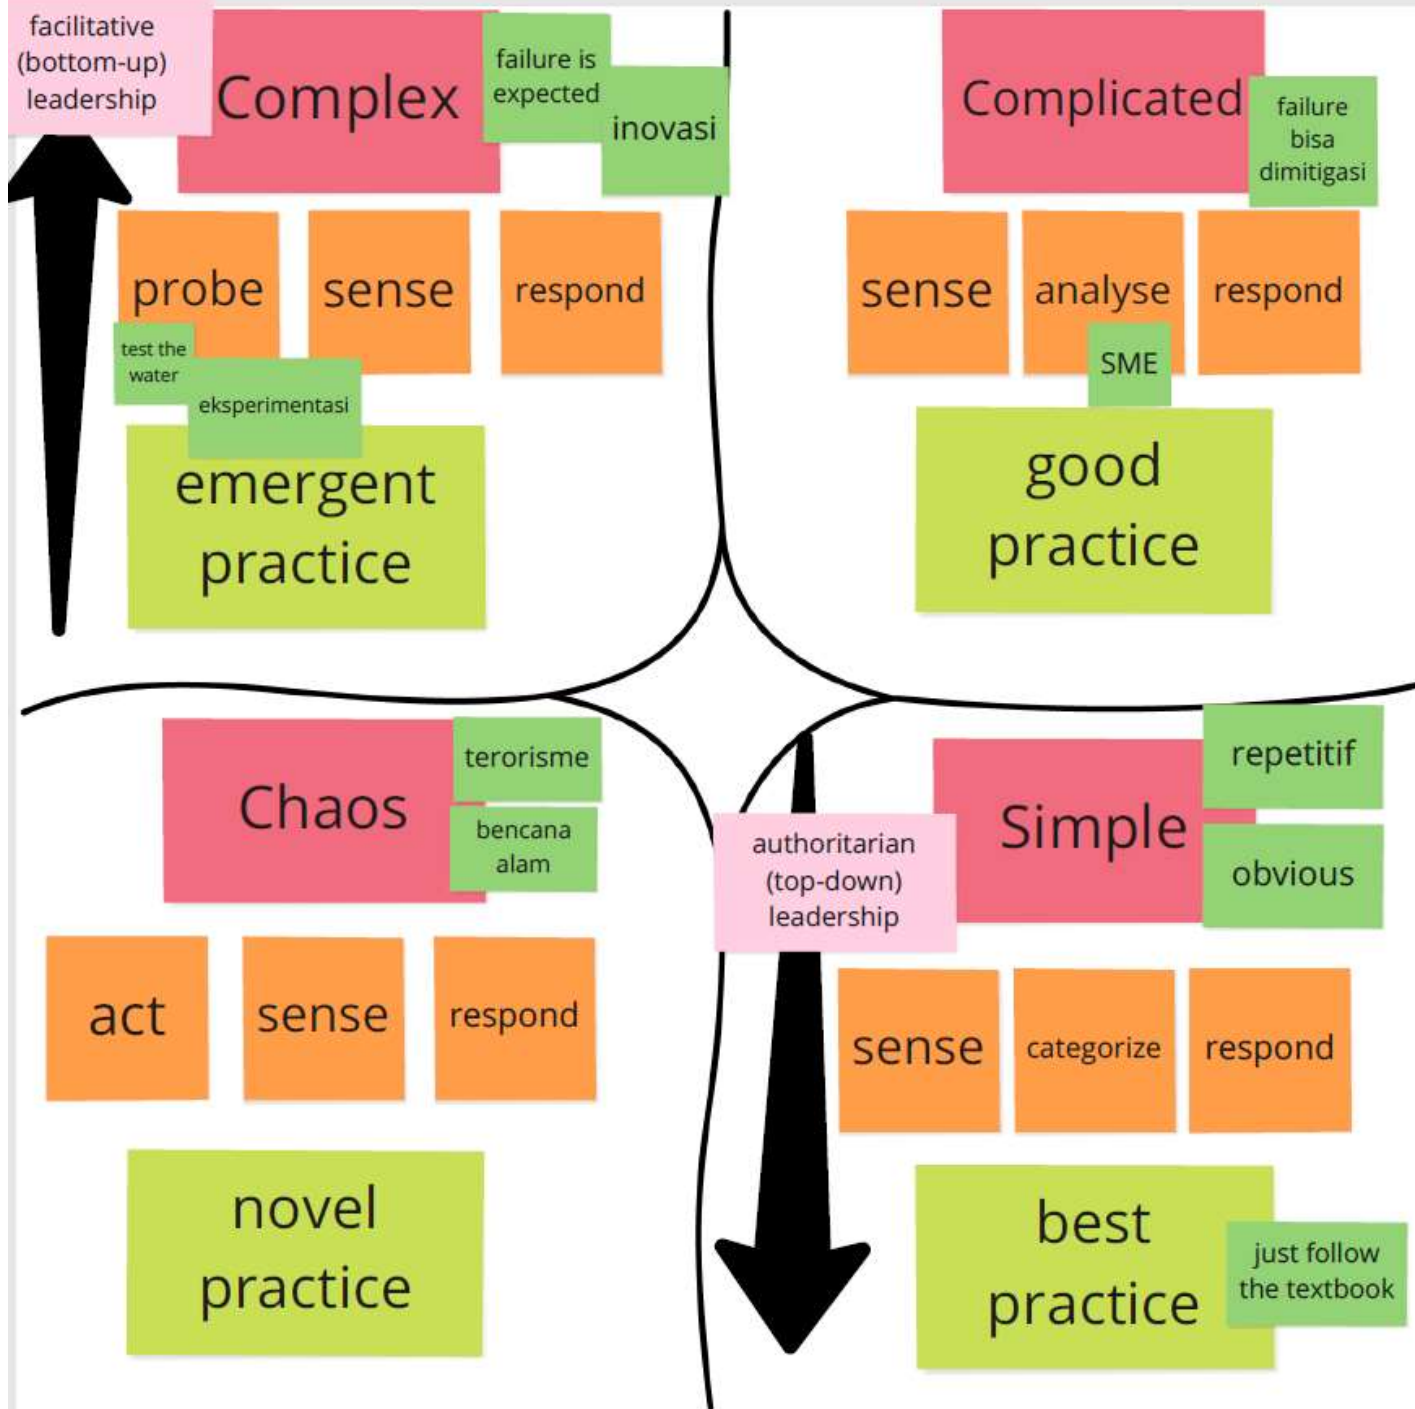 facilitative
(bottom-up)
leadership
Complex
failure is
expected
inovasi
probe
sense
respond
test the
water
eksperimentasi
emergent
practice
Complicated
failure
bisa
dimitigasi
sense
analyse
respond
SME
good
practice
Chaos
terorisme
bencana
alam
act
sense
respond
novel
practice
authoritarian
(top-down)
leadership
Simple
repetitif
obvious
sense
categorize
respond
best
practice
just follow
the textbook